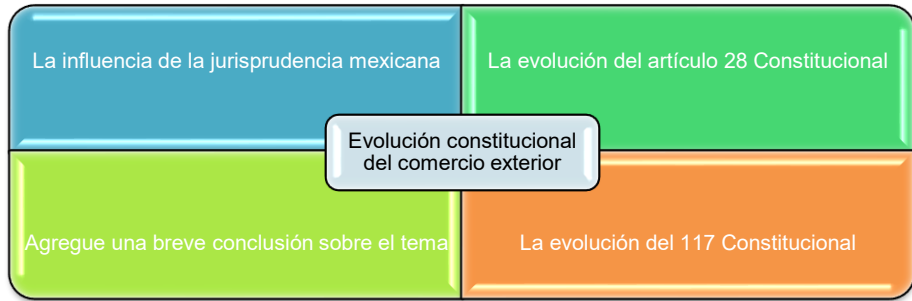 La influencia de la jurisprudencia mexicana
La evolución del artículo 28 Constitucional
Evolución constitucional
del comercio exterior
Agregue una breve conclusión sobre el tema
La evolución del 117 Constitucional